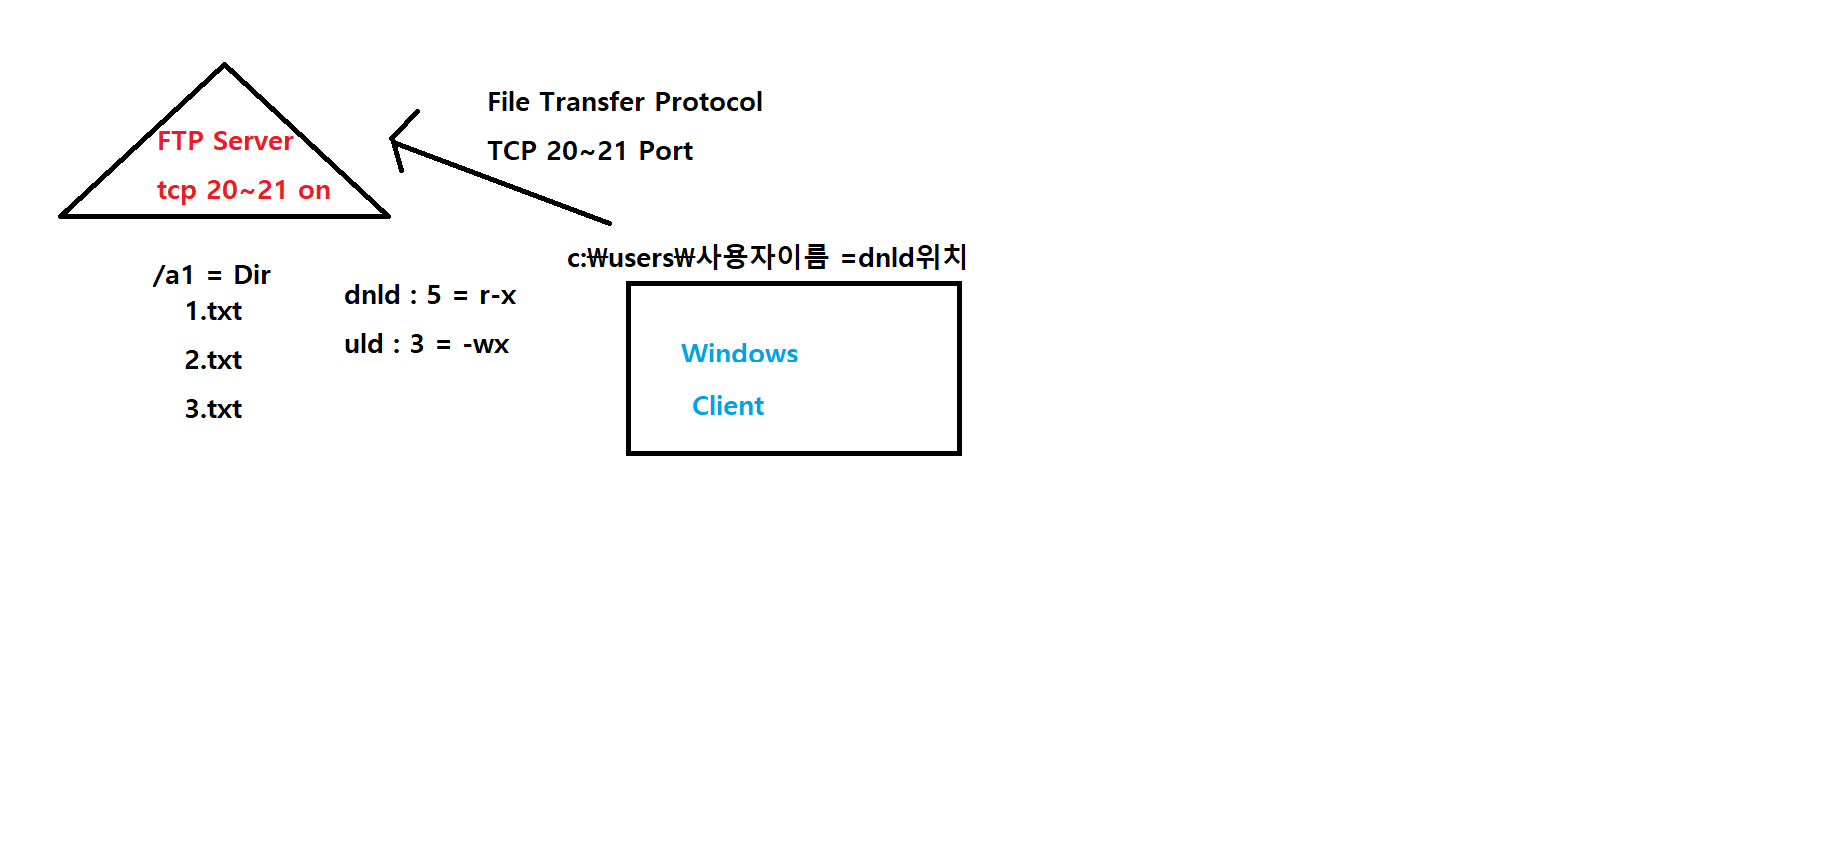 File Transfer Protocol
TCP 20~21 Port
FTP Server
tcp 20~21 on
c:₩users₩사용자이름 =dnld위치
/a1 = Dir
1.txt
2.txt
3.txt
dnld : 5 = r-x
uld : 3 = -wx
Windows
Client